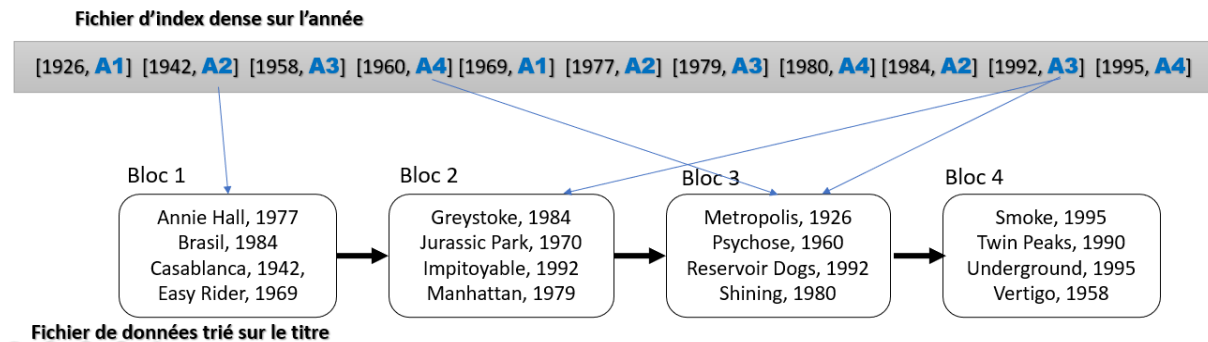 Fichier d'index dense sur l'année
[1926, A1] [1942, A2] [1958, A3] [1960, A4] [1969, A1] [1977, A2] [1979, A3] [1980, A4] [1984, A2] [1992, A3] [1995, A4]
Bloc 1
Bloc 2
Bloc 3
Bloc 4
Annie Hall, 1977
Brasil, 1984
Casablanca, 1942,
Easy Rider, 1969
Greystoke, 1984
Jurassic Park, 1970
Impitoyable, 1992
Manhattan, 1979
Metropolis, 1926
Psychose, 1960
Reservoir Dogs, 1992
Shining, 1980
Smoke, 1995
Twin Peaks, 1990
Underground, 1995
Vertigo, 1958
Fichier de données trié sur le titre